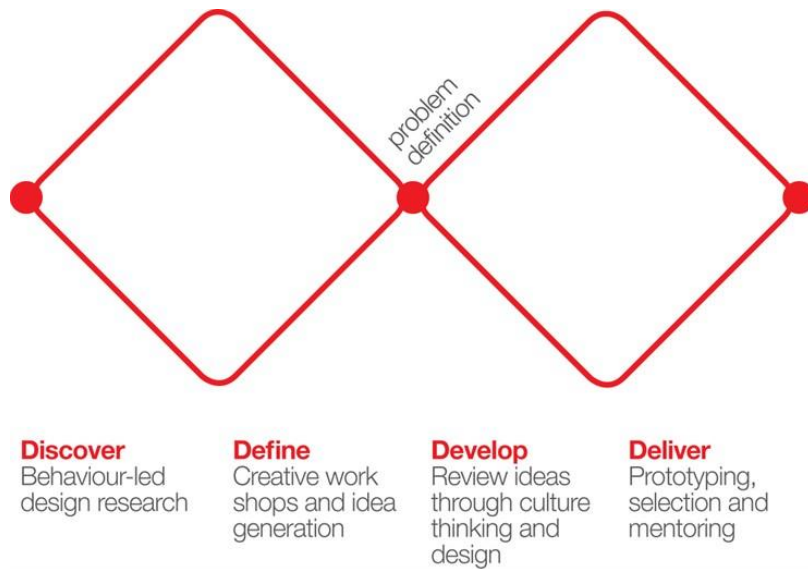 problem
definition
Discover
Behaviour-led
design research
Define
Creative work
shops and idea
generation
Develop
Review ideas
through culture
thinking and
design
Deliver
Prototyping,
selection and
mentoring